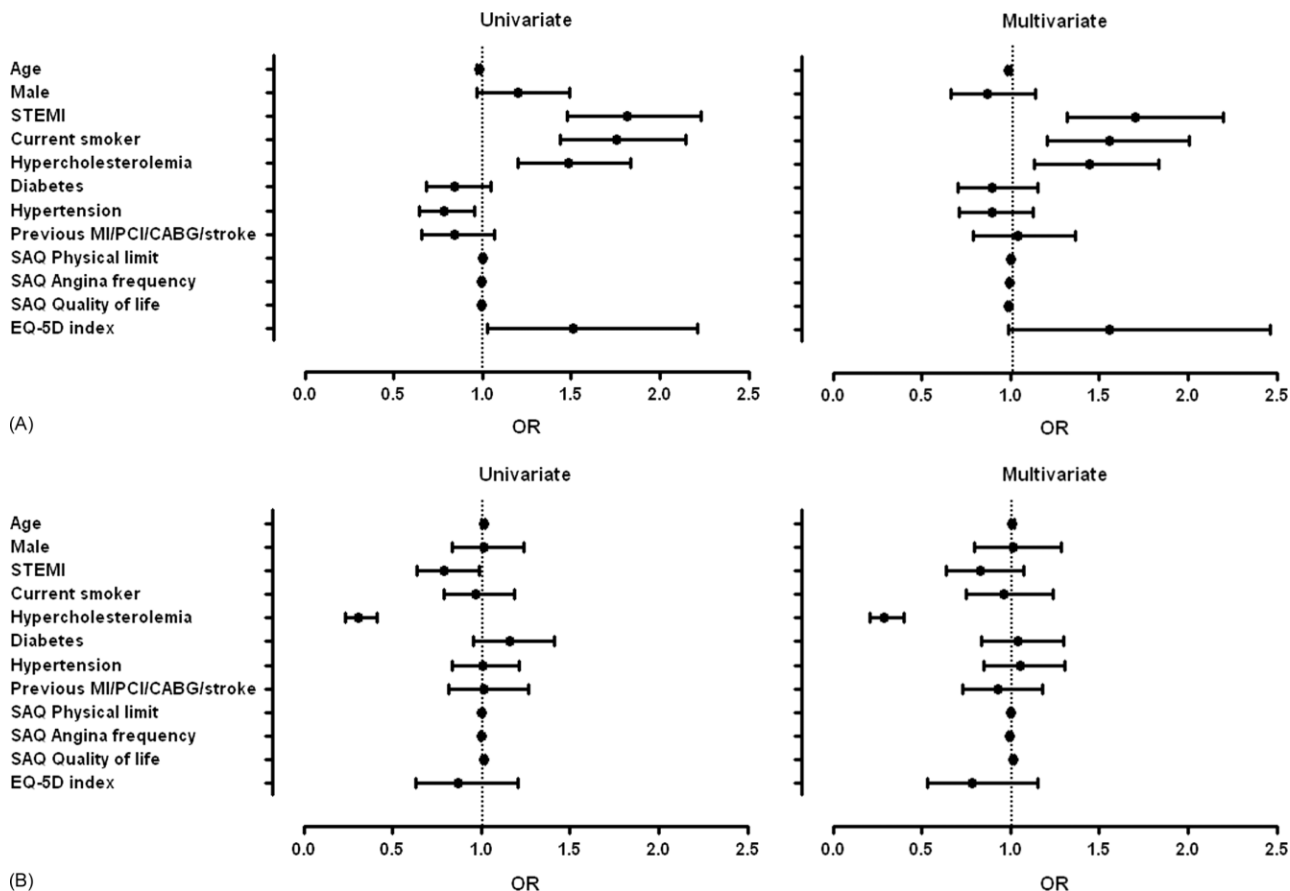 Univariate
Multivariate
Age
Male
STEMI
Current smoker
Hypercholesterolemia
Diabetes
Hypertension
Previous MI/PCI/CABG/stroke
SAQ Physical limit
SAQ Angina frequency
SAQ Quality of life
EQ-5D index
0.0 0.5 1.0 1.5 2.0 2.5
0.0 0.5 1.0 1.5 2.0 2.5
(A)
OR
OR
Univariate
Multivariate
Age
Male
STEMI
Current smoker
Hypercholesterolemia
Diabetes
Hypertension
Previous MI/PCI/CABG/stroke
SAQ Physical limit
SAQ Angina frequency
SAQ Quality of life
EQ-5D index
0.0 0.5 1.0 1.5 2.0 2.5
0.0 0.5 1.0 1.5 2.0 2.5
(B)
OR
OR